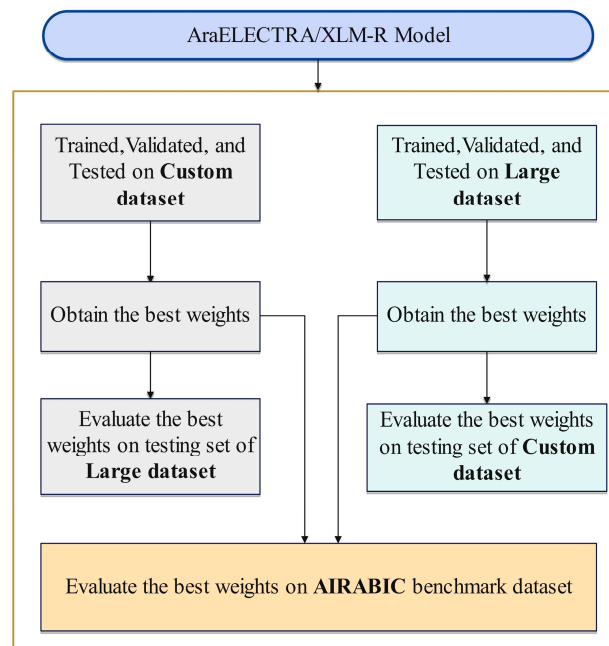 AraELECTRA/XLM-R Model
Trained,Validated, and
Tested on Custom
dataset
Trained,Validated, and
Tested on Large
dataset
Obtain the best weights
Obtain the best weights
Evaluate the best
weights on testing set of
Large dataset
Evaluate the best weights
on testing set of Custom
dataset
Evaluate the best weights on AIRABIC benchmark dataset